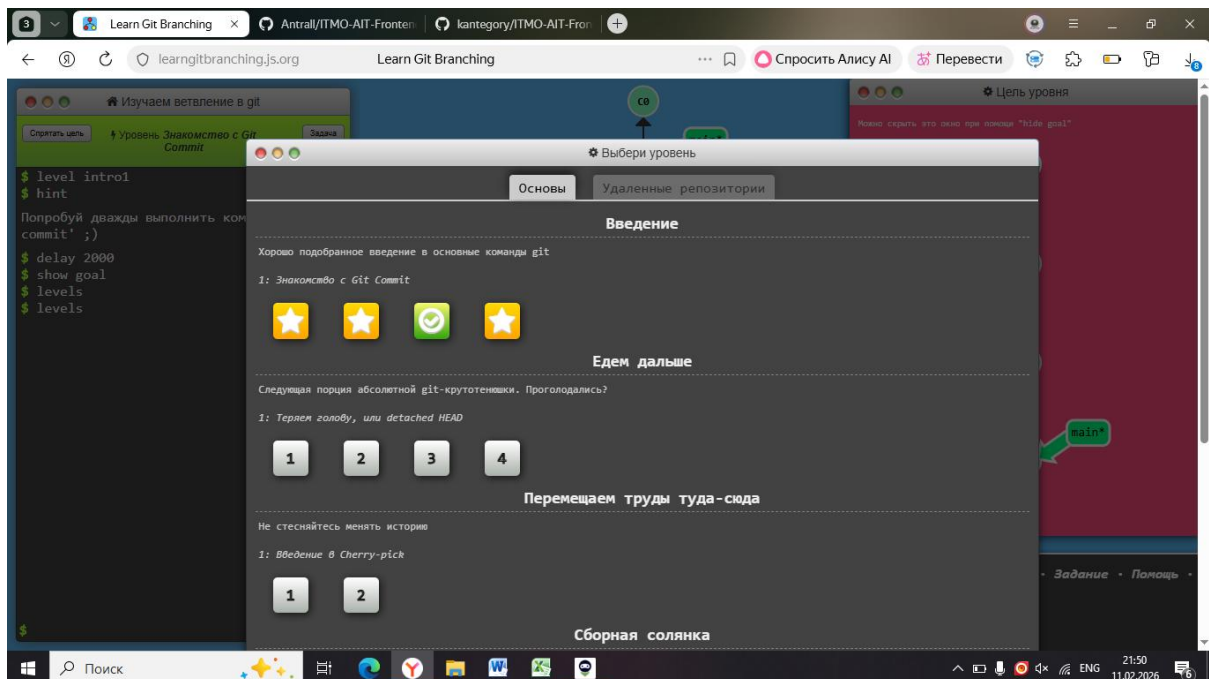 3
Learn Git Branching
Antrall/ITMO-AIT-Fronten
kantegory/ITMO-AIT-Fron
learngitbranching.js.org
Learn Git Branching
Спросить Алису AI
Перевести
8
Изучаем ветвление в git
Спрятать цель
Уровень Знакомство с Git
Commit
Задача
$ level intro1
$ hint
Попробуй дважды выполнить ком
commit' ;)
$ delay 2000
$ show goal
$ levels
$ levels
$
C0
main*
Цель уровня
Можно скрыть это окно при помощи "hide goal"
main*
Выбери уровень
Основы
Удаленные репозитории
Введение
Хорошо подобранное введение в основные команды git
1: Знакомство с Git Commit
Едем дальше
Следующая порция абсолютной git-крутотенюшки. Проголодались?
1: Теряем голову, или detached HEAD
1 2 3 4
Перемещаем труды туда-сюда
Не стесняйтесь менять историю
1: Введение в Cherry-pick
1 2
Сборная солянка
· Задание · Помощь ·
Поиск
ENG
21:50
11.02.2026
6